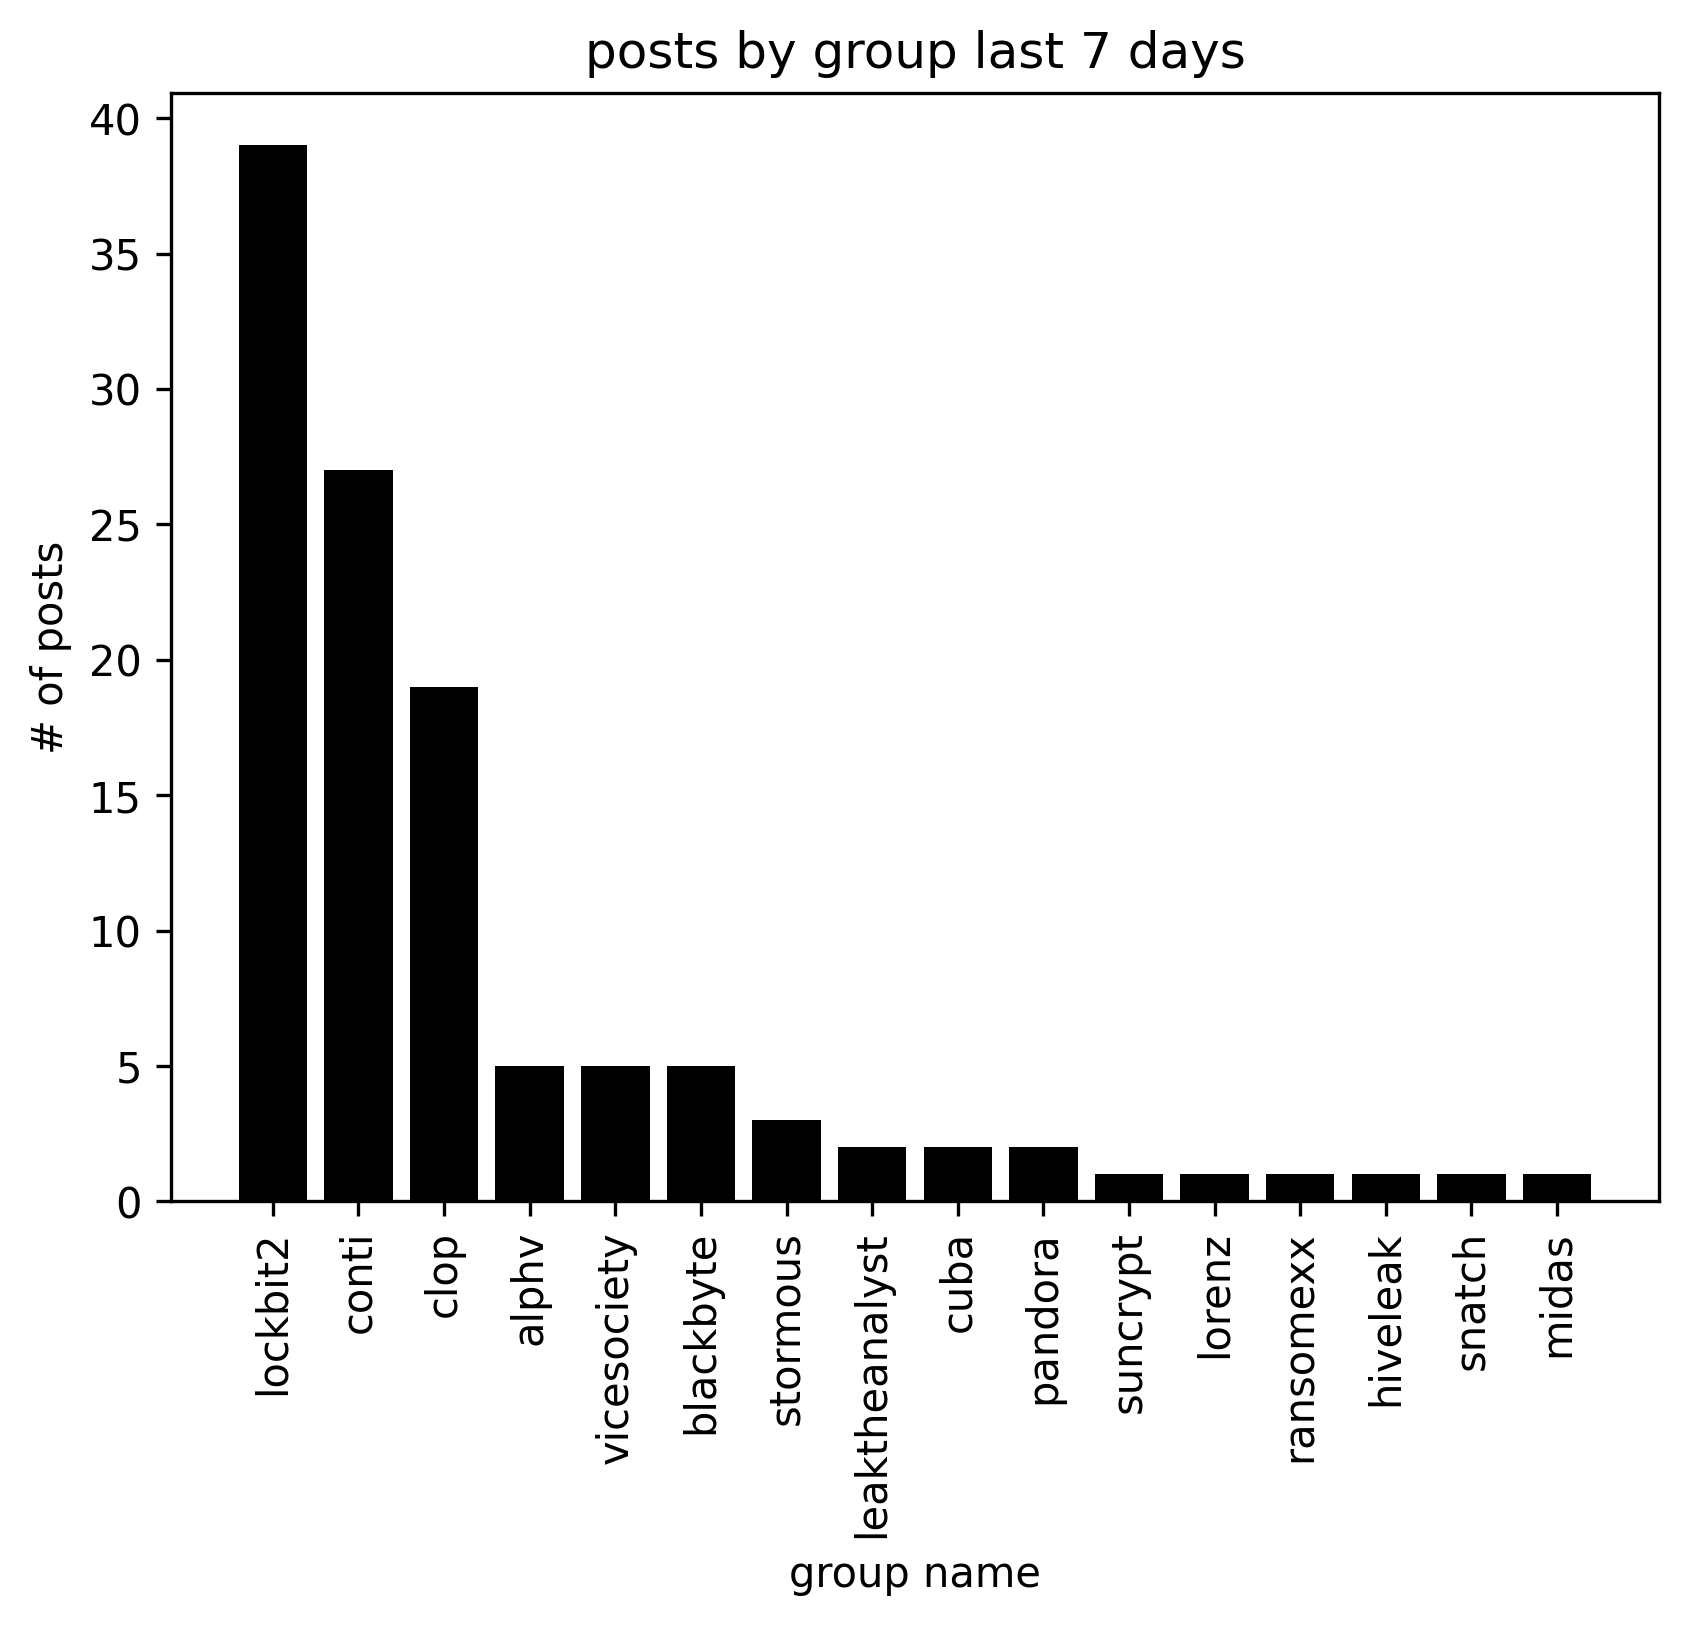 posts by group last 7 days
# of posts
40
35
30
25
20
15
10
5
0
lockbit2
conti
clop
alphv
vicesociety
blackbyte
stormous
leaktheanalyst
cuba
pandora
suncrypt
lorenz
ransomexx
hiveleak
snatch
midas
group name